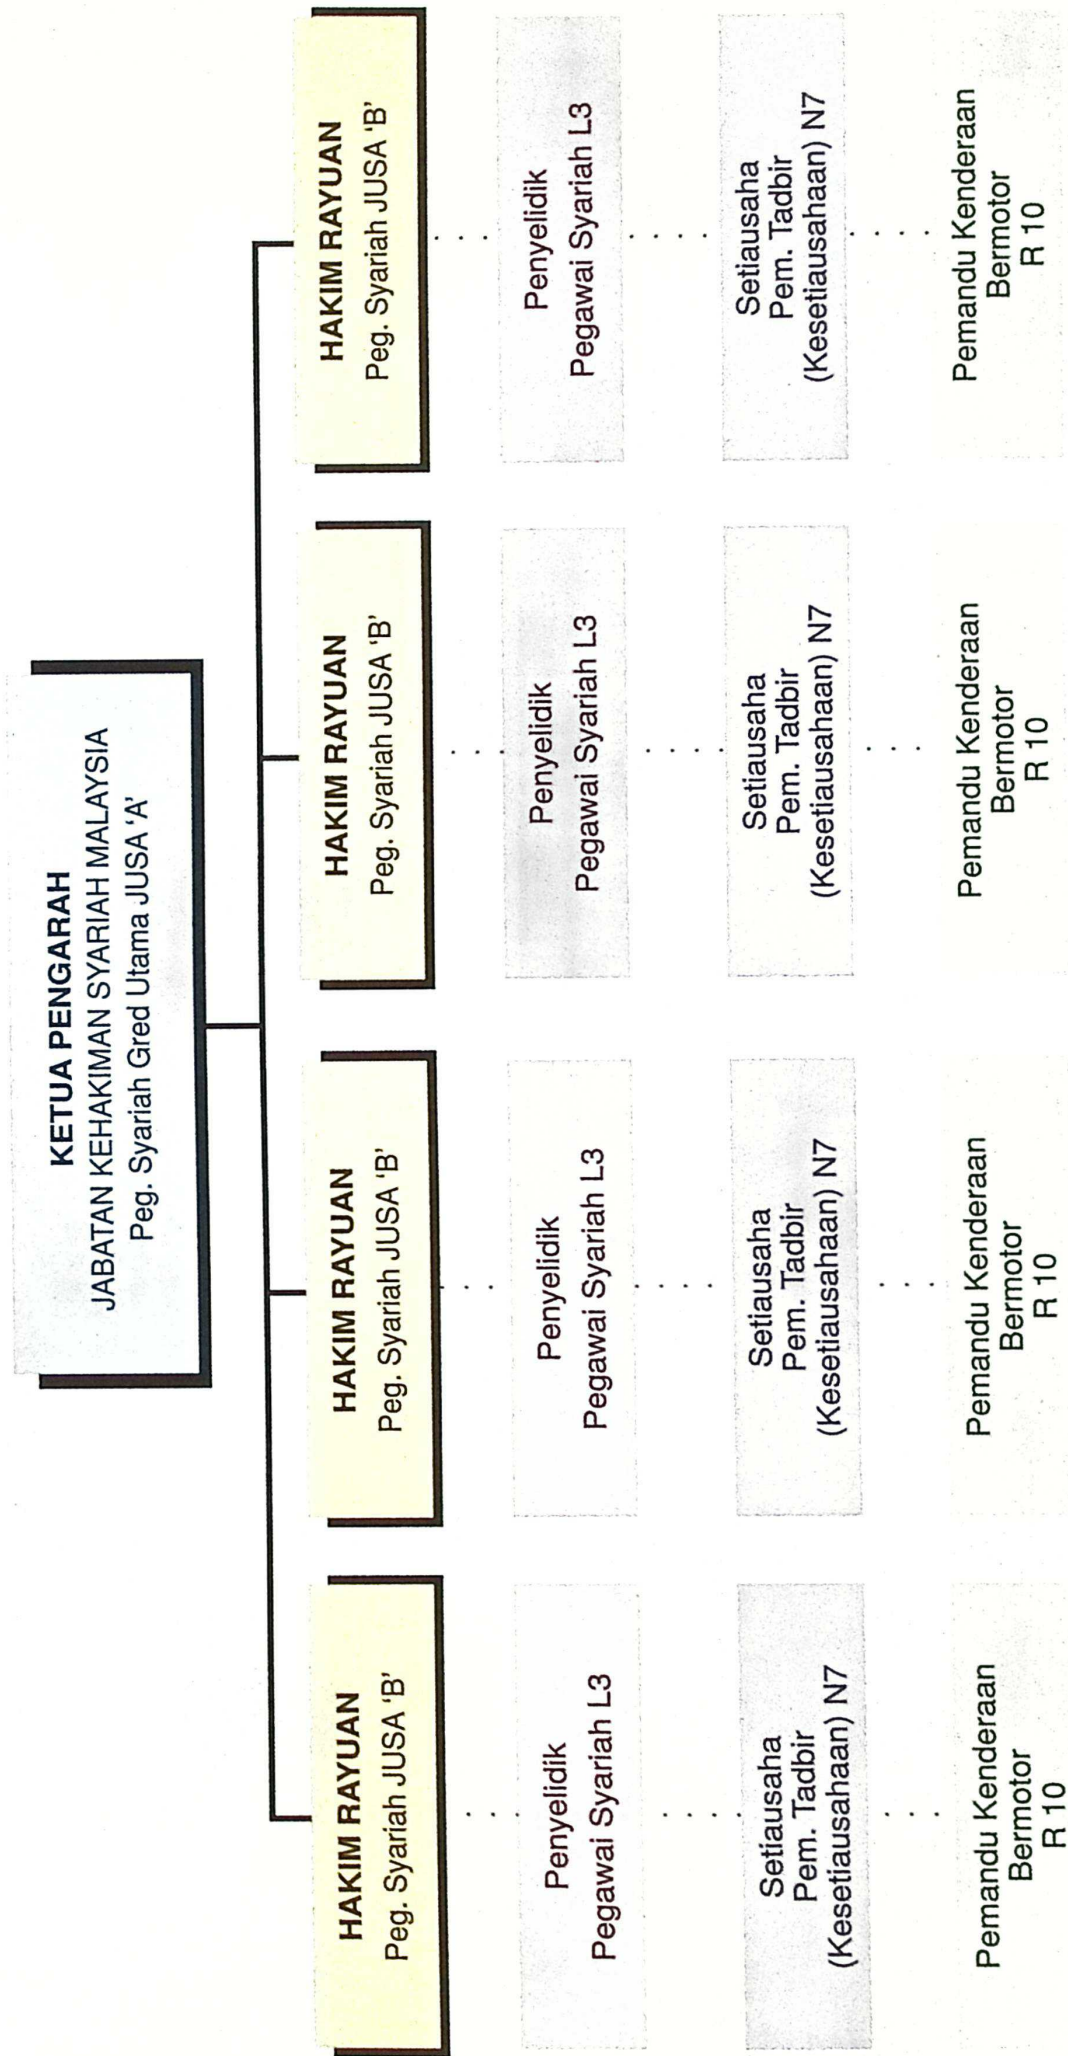 KETUA PENGARAH
JABATAN KEHAKIMAN SYARIAH MALAYSIA
Peg. Syariah Gred Utama JUSA ‘A’
HAKIM RAYUAN
Peg. Syariah JUSA ‘B’
Penyelidik
Pegawai Syariah L3
Setiausaha
Pem. Tadbir
(Kesetiausahaan) N7
Pemandu Kenderaan
Bermotor
R 10
HAKIM RAYUAN
Peg. Syariah JUSA ‘B’
Penyelidik
Pegawai Syariah L3
Setiausaha
Pem. Tadbir
(Kesetiausahaan) N7
Pemandu Kenderaan
Bermotor
R 10
HAKIM RAYUAN
Peg. Syariah JUSA ‘B’
Penyelidik
Pegawai Syariah L3
Setiausaha
Pem. Tadbir
(Kesetiausahaan) N7
Pemandu Kenderaan
Bermotor
R 10
HAKIM RAYUAN
Peg. Syariah JUSA ‘B’
Penyelidik
Pegawai Syariah L3
Setiausaha
Pem. Tadbir
(Kesetiausahaan) N7
Pemandu Kenderaan
Bermotor
R 10